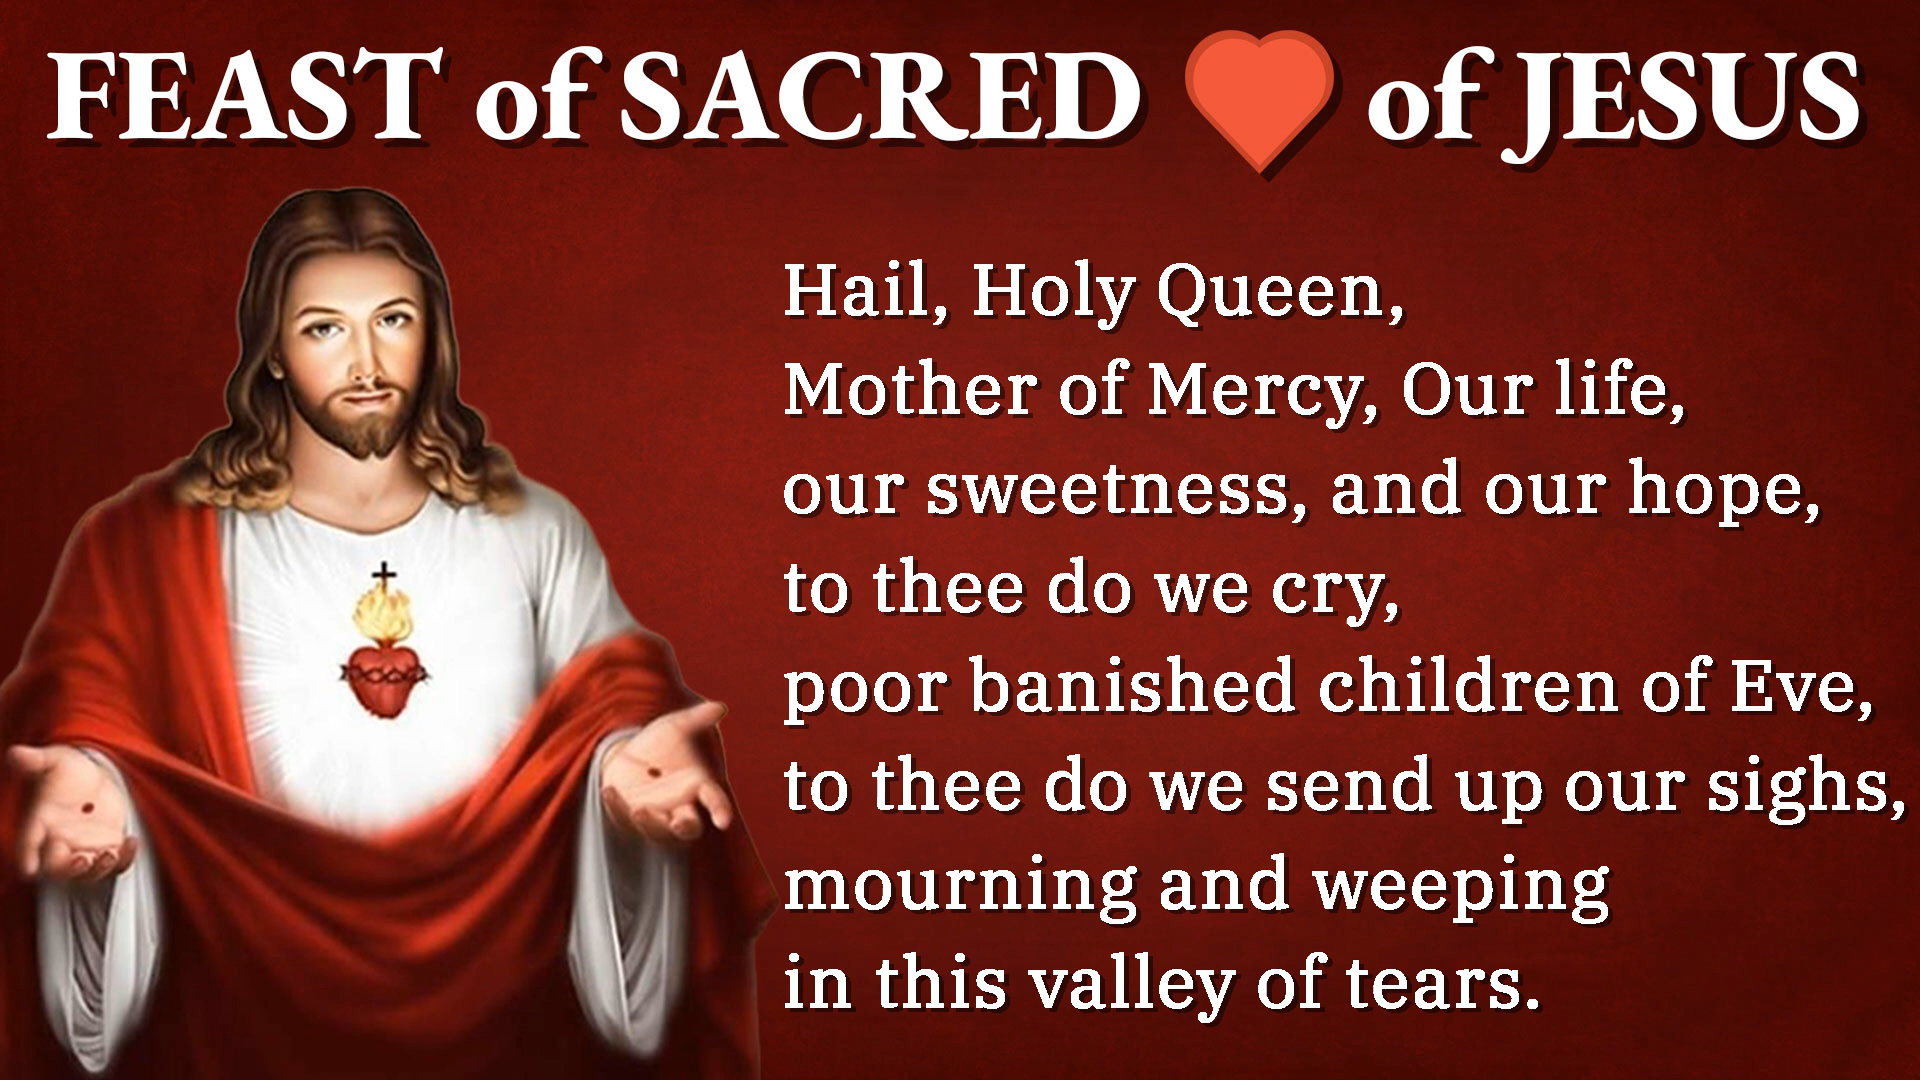 FEAST of SACRED ❤ of JESUS
Hail, Holy Queen,
Mother of Mercy, Our life,
our sweetness, and our hope,
to thee do we cry,
poor banished children of Eve,
to thee do we send up our sighs,
mourning and weeping
in this valley of tears.